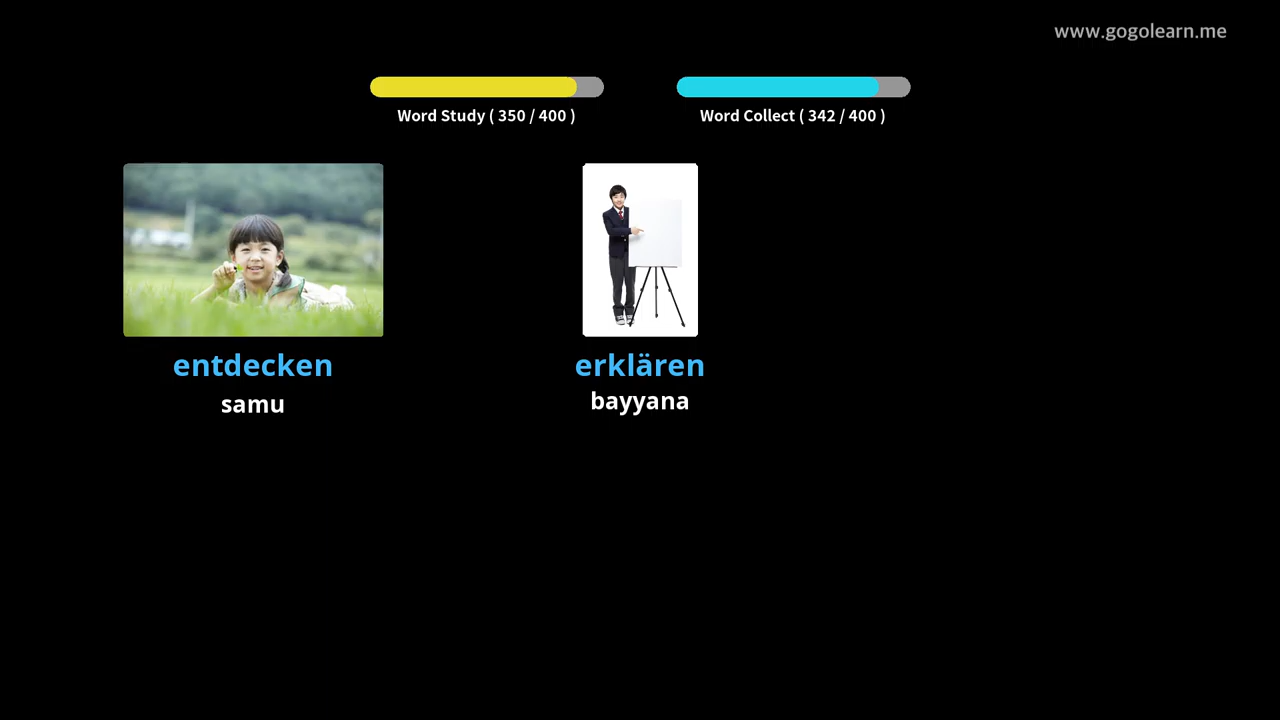 www.gogolearn.me
Word Study ( 350 / 400 )
Word Collect ( 342 / 400 )
entdecken
samu
erklären
bayyana